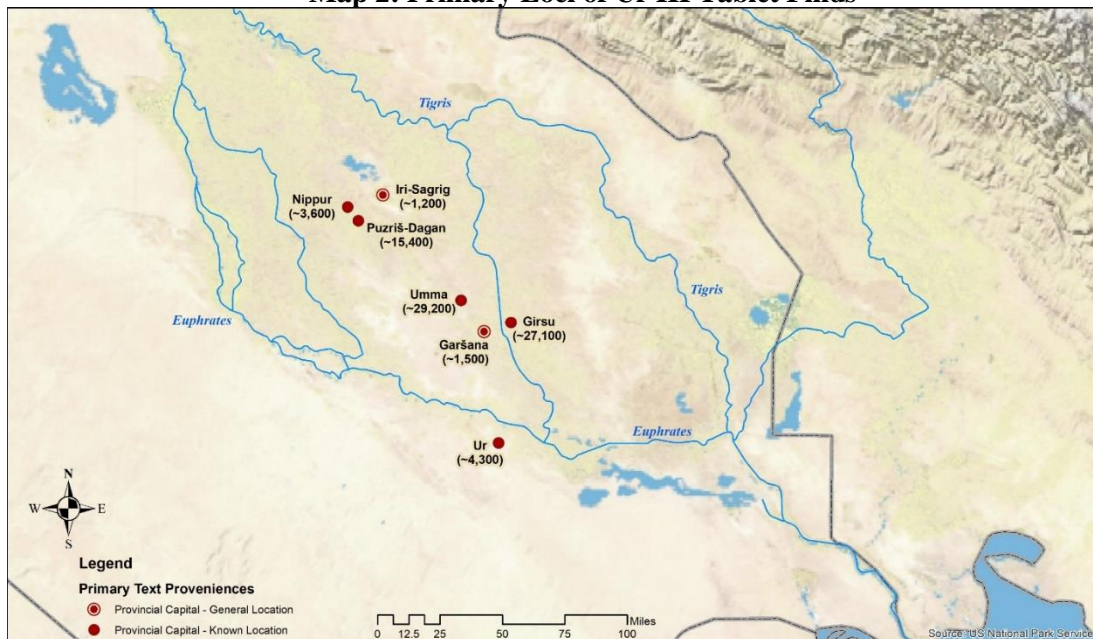 Map 2: Primary Loci of Ur III Tablet Finds
Tigris
Iri-Sagrig
(~1,200)
Nippur
(~3,600)
Puzriš-Dagan
(~15,400)
Umma
(~29,200)
Tigris
Girsu
(~27,100)
Euphrates
Garšana
(~1,500)
Euphrates
Ur
(~4,300)
N
W E
S
Legend
Primary Text Proveniences
Provincial Capital - General Location
Provincial Capital - Known Location
Miles
0 12.5 25 50 75 100
Source: US National Park Service